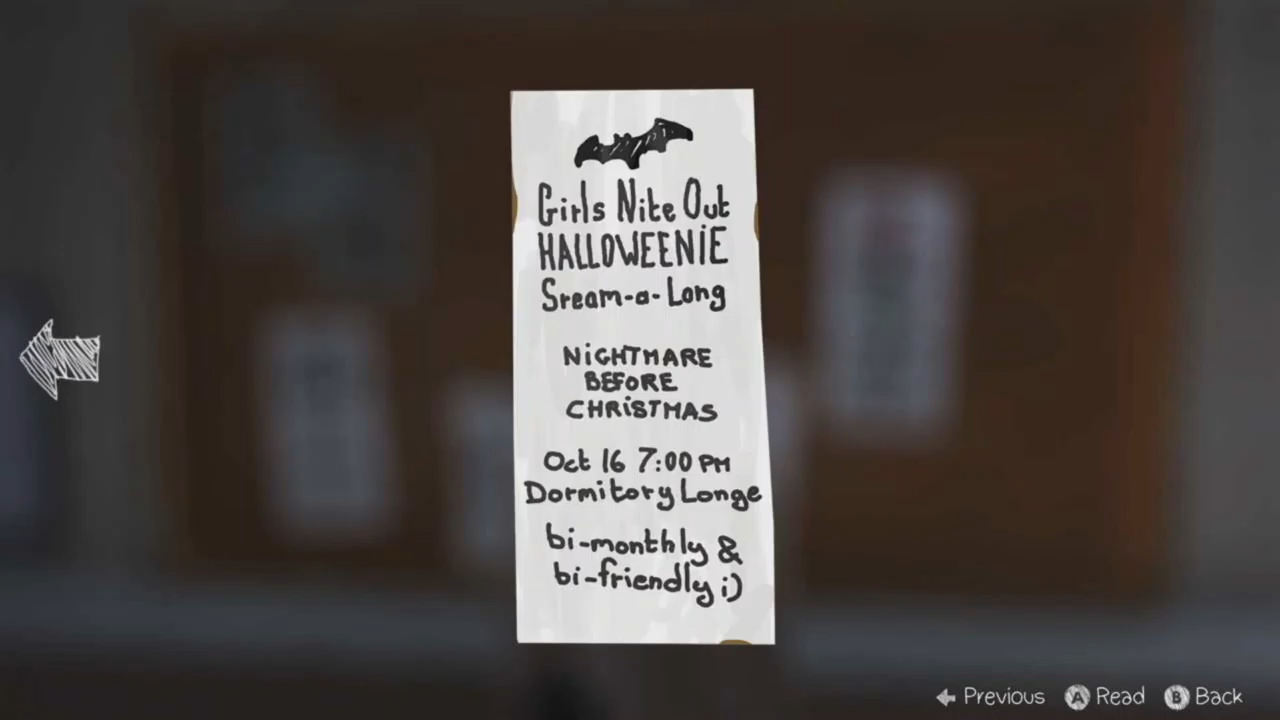 Girls Nite Out
HALLOWEENiE
Sream-a-Long
NiGHTMARE
BEFORE
CHRiSTMAS
Oct 16 7:00 PM
Dormitory Longe
bi-monthly &
bi-friendly ;)
Previous A Read B Back